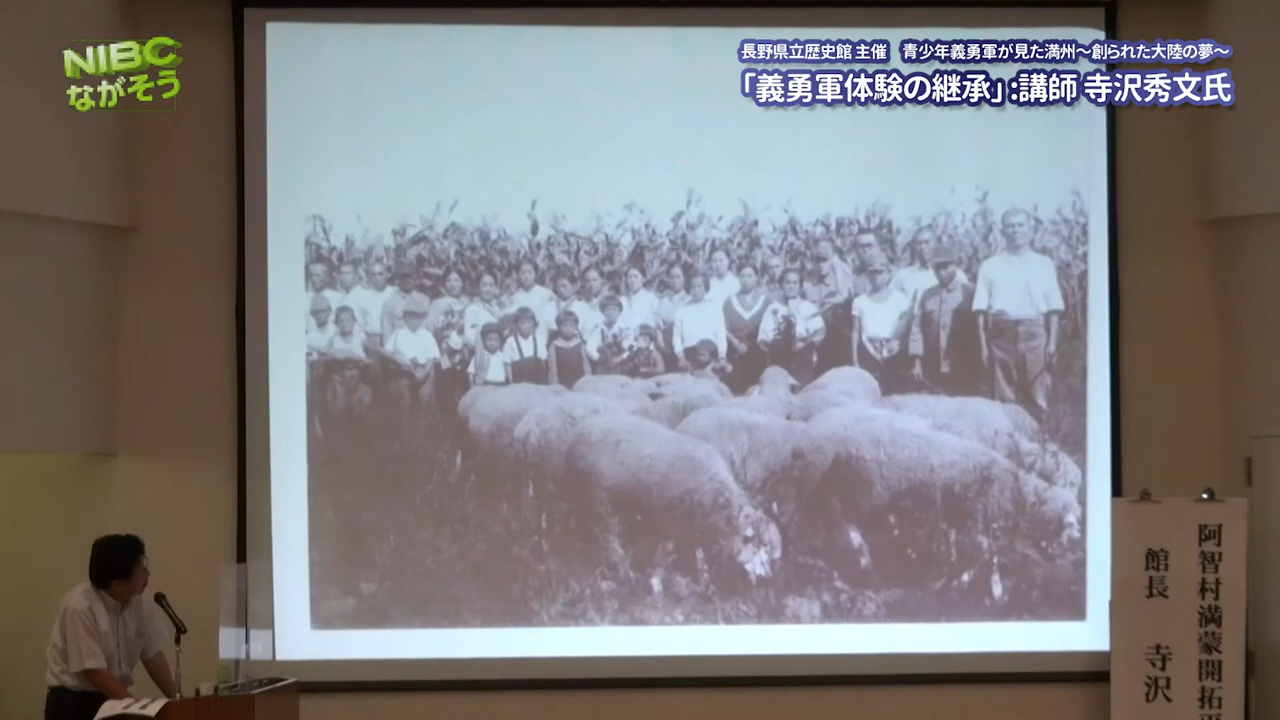 NIBC
ながそう
長野県立歴史館 主催　青少年義勇軍が見た満州～創られた大陸の夢～
「義勇軍体験の継承」:講師 寺沢秀文氏
阿智村満蒙開拓平
館長 寺沢